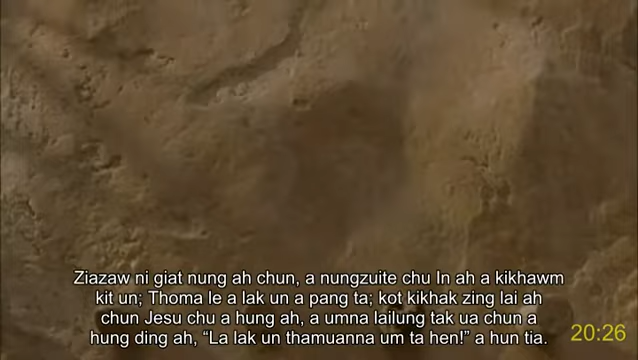 Ziazaw ni giat nung ah chun, a nungzuite chu In ah a kikhawm
kit un; Thoma le a lak un a pang ta; kot kikhak zing lai ah
chun Jesu chu a hung ah, a umna lailung tak ua chun a
hung ding ah, “La lak un thamuanna um ta hen!” a hun tia.
20:26